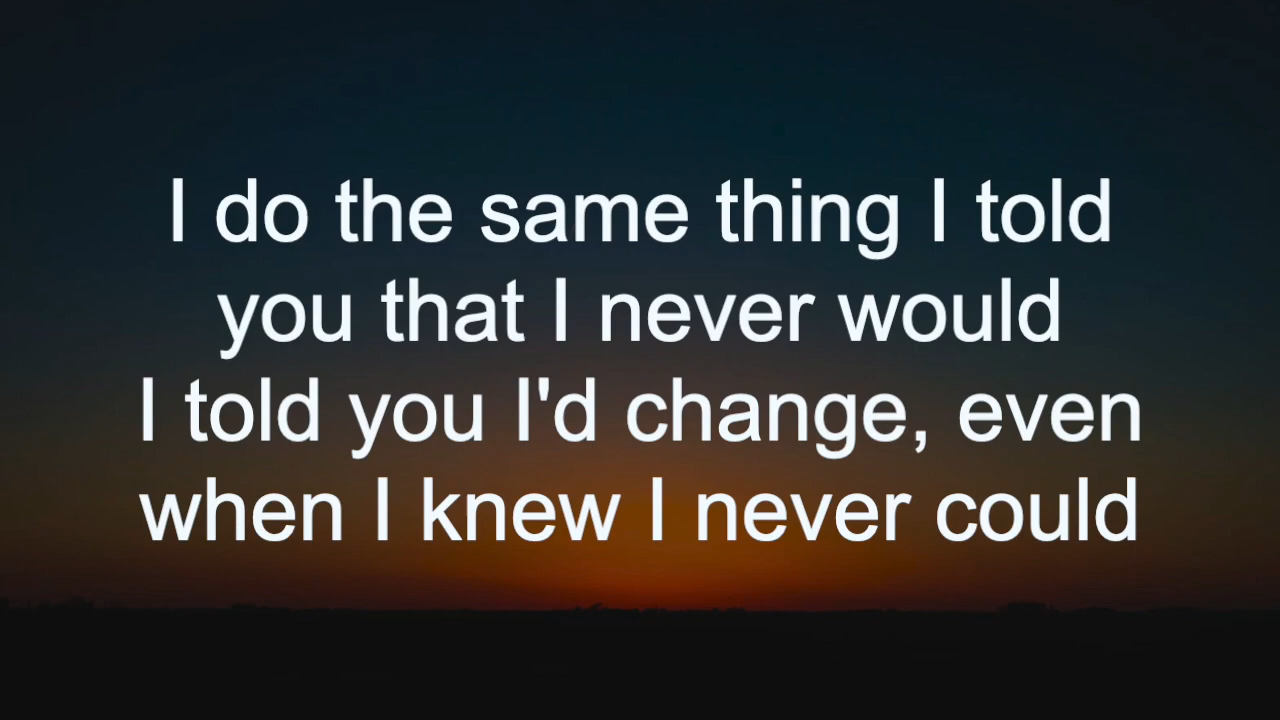 I do the same thing I told
you that I never would
I told you I'd change, even
when I knew I never could